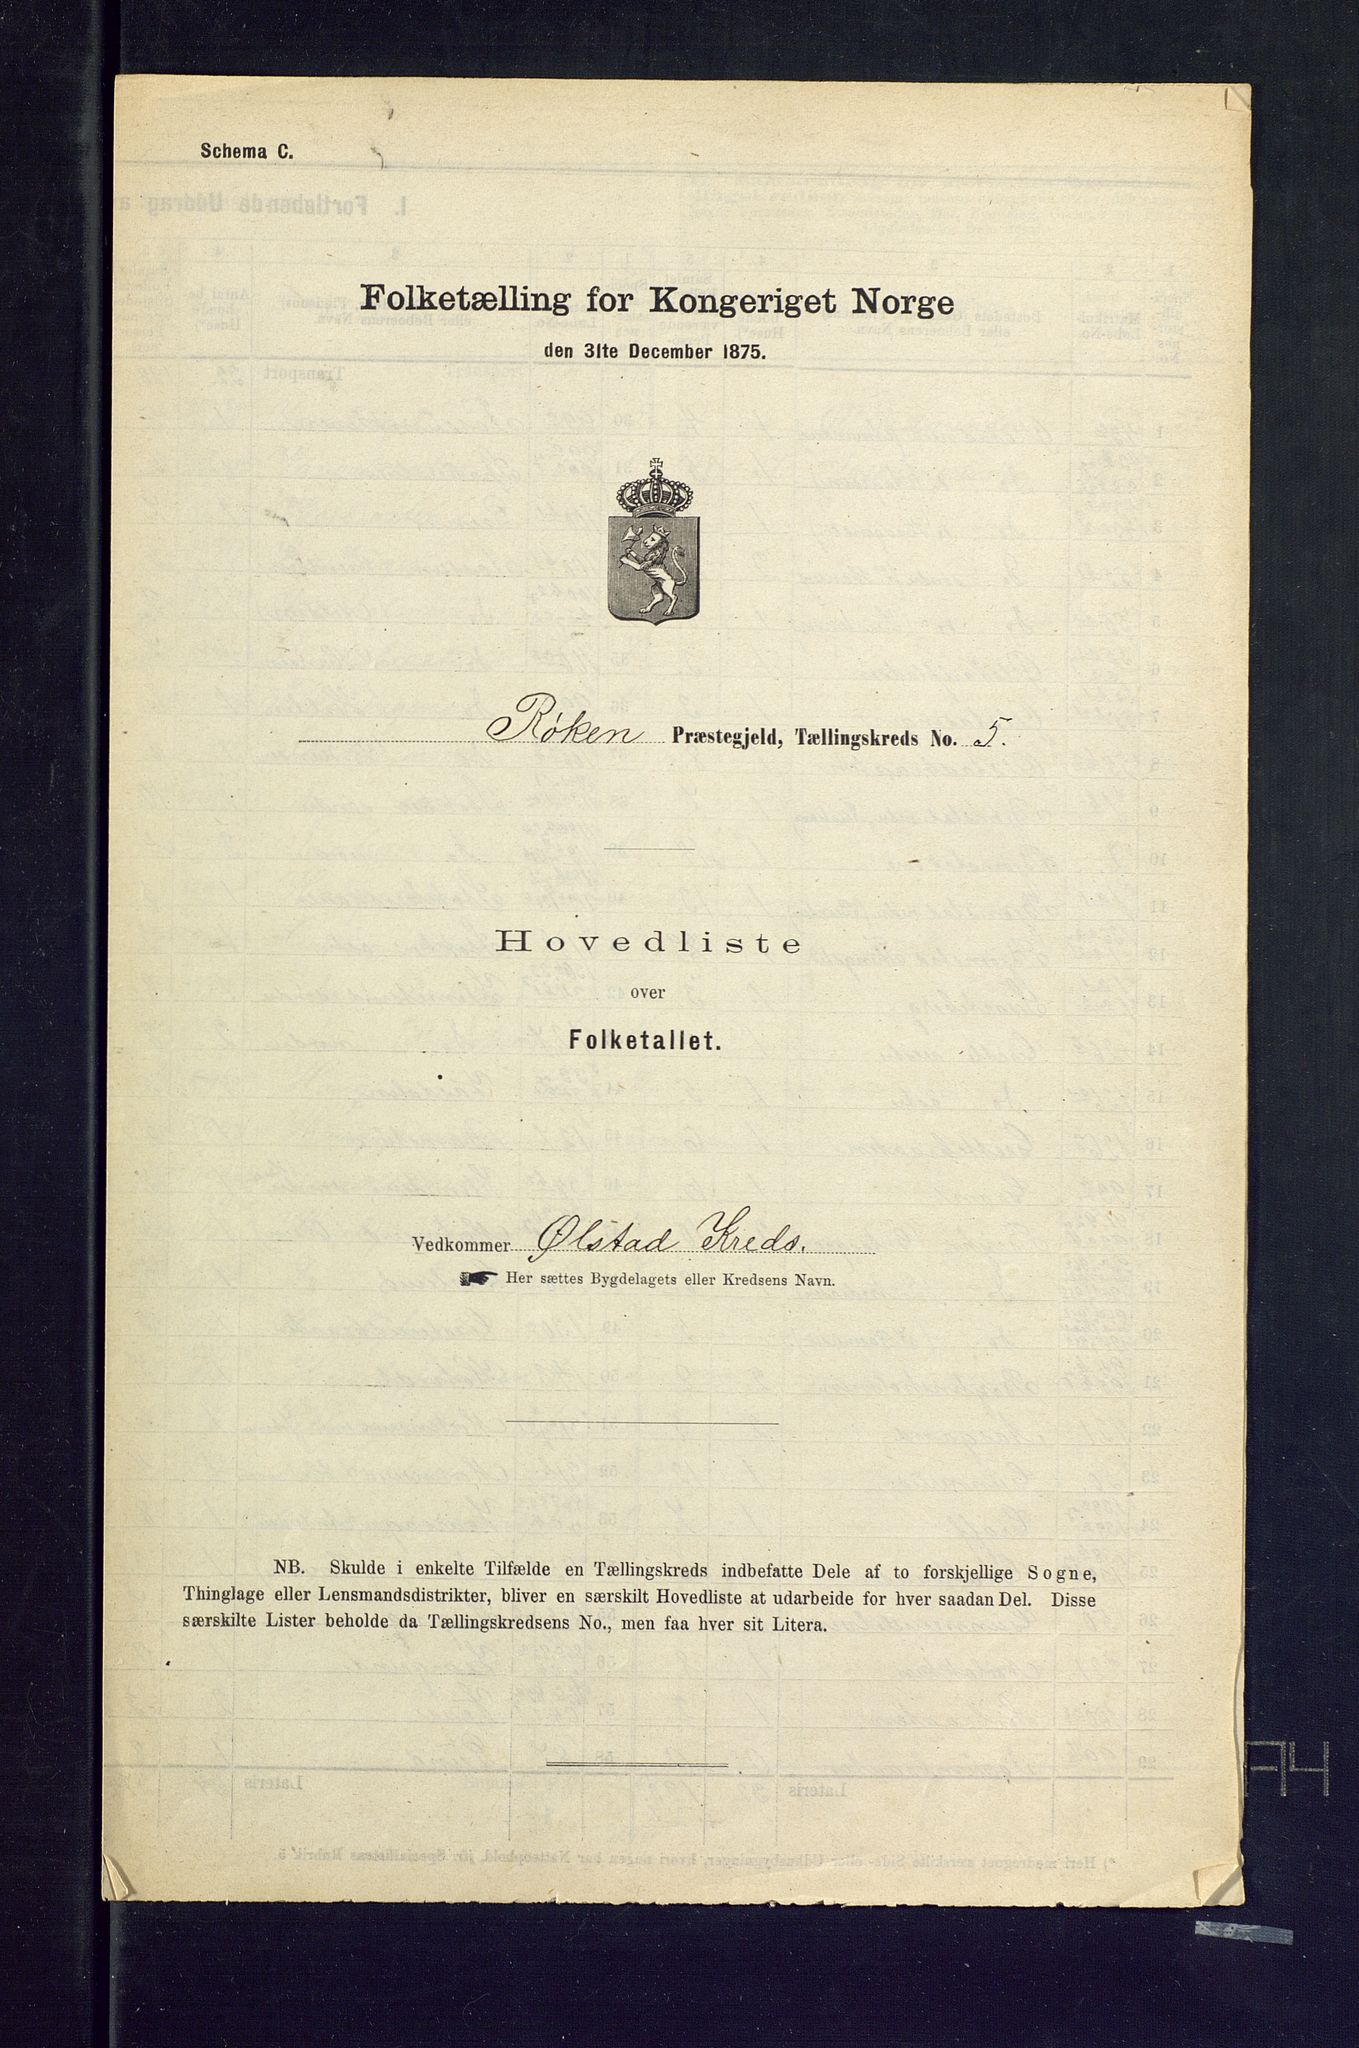 Schema C.
Folketælling for Kongeriget Norge
den 31te December 1875.
Røken Præstegjeld, Tællingskreds No. 5.
Hovedliste
over
Folketallet.
Vedkommer Ølstad Kreds.
Her sættes Bygdelagets eller Kredsens Navn.
NB. Skulde i enkelte Tilfælde en Tællingskreds indbefatte Dele af to forskjellige Sogne,
Thinglage eller Lensmandsdistrikter, bliver en særskilt Hovedliste at udarbeide for hver saadan Del. Disse
særskilte Lister beholde da Tællingskredsens No., men faa hver sit Litera.
A4